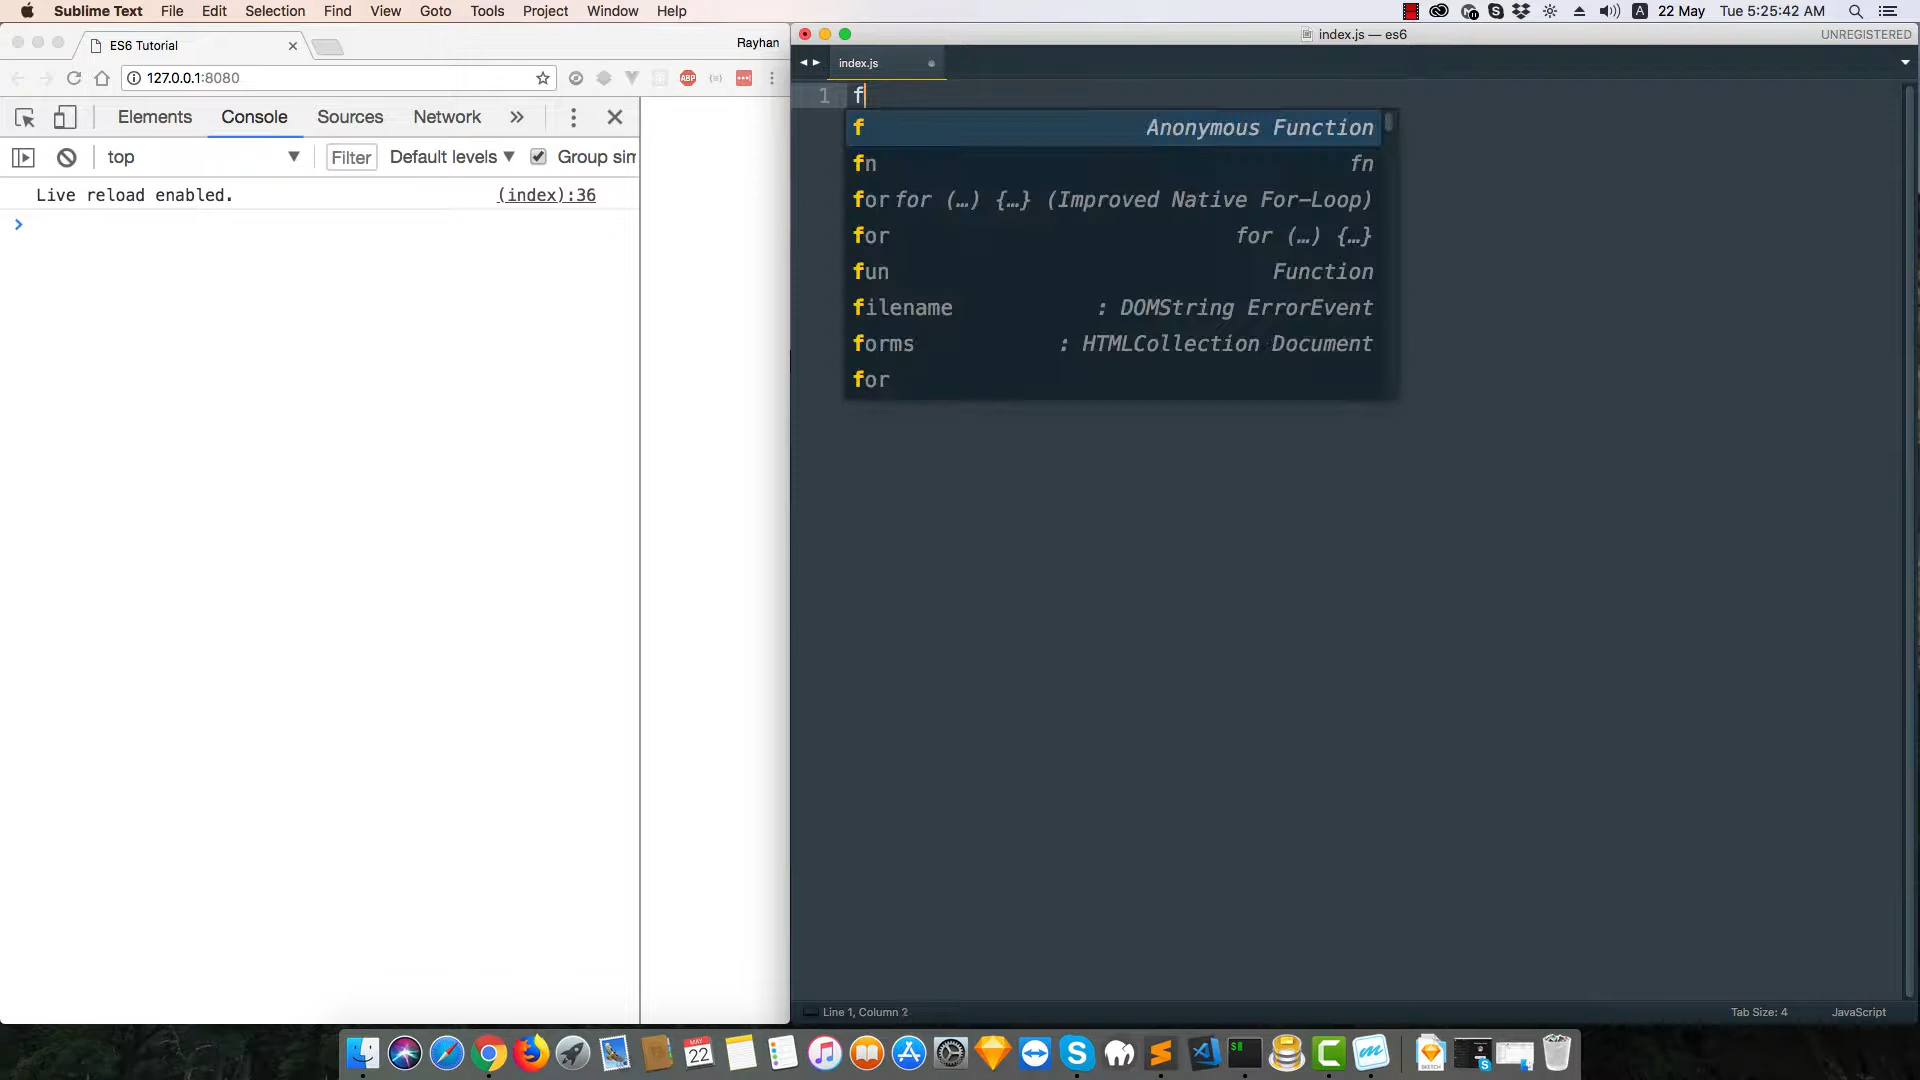 Sublime Text File Edit Selection Find View Goto Tools Project Window Help 22 May Tue 5:25:42 AM
ES6 Tutorial
Rayhan
127.0.0.1:8080
ABP
Elements Console Sources Network »
top Filter Default levels Group sim
Live reload enabled. (index):36
>
index.js — es6 UNREGISTERED
index.js
1 f
f Anonymous Function
fn fn
for for (…) {…} (Improved Native For-Loop)
for for (…) {…}
fun Function
filename : DOMString ErrorEvent
forms : HTMLCollection Document
for
Line 1, Column 2 Tab Size: 4 JavaScript
MAY
22
SKETCH